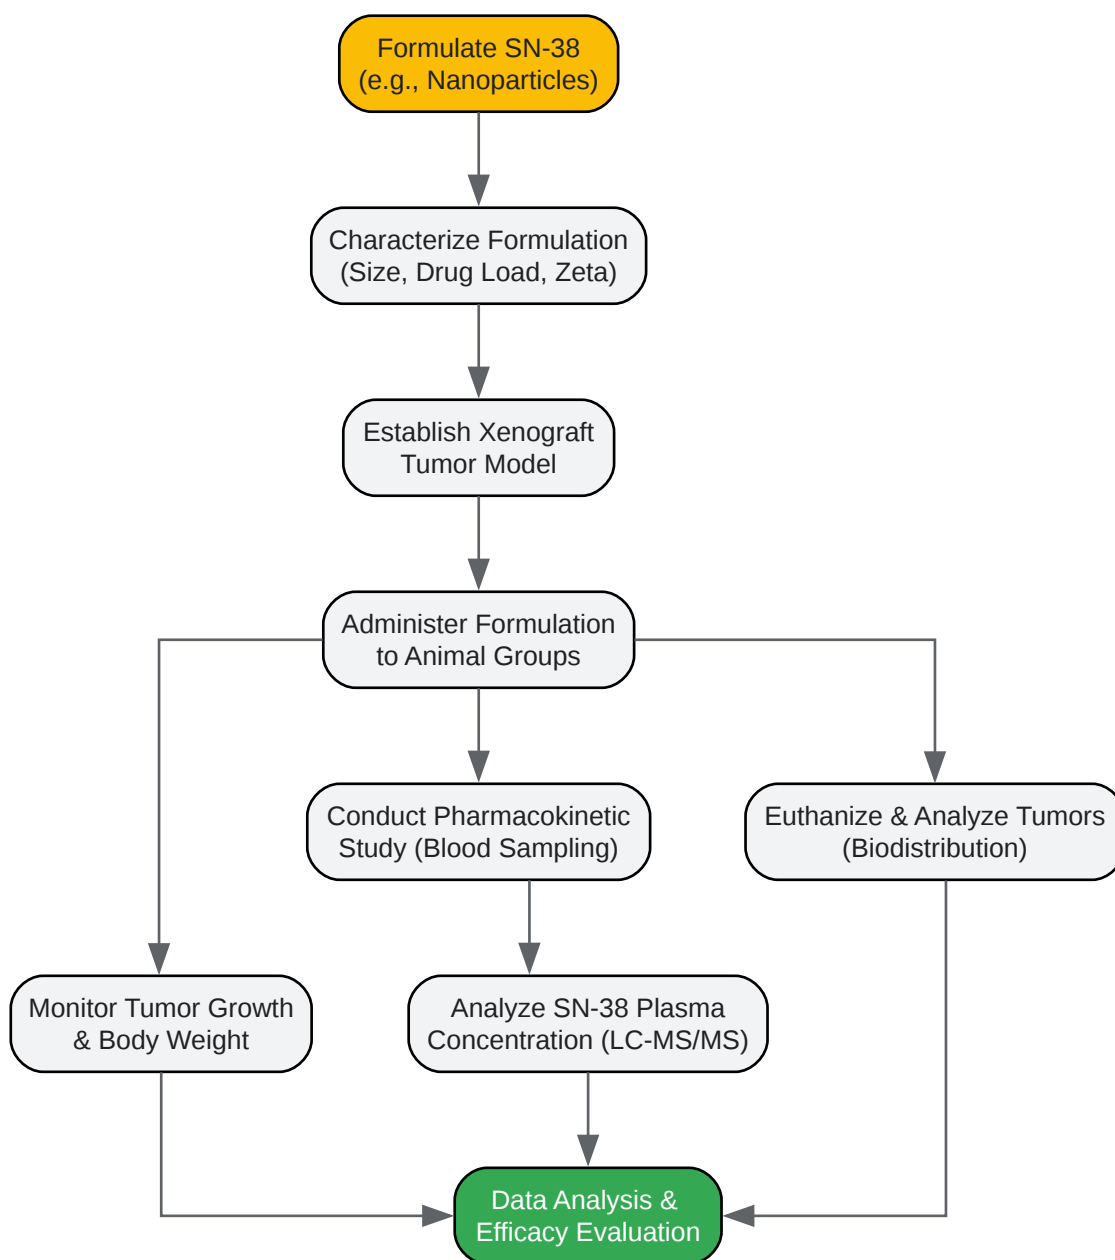 Formulate SN-38
(e.g., Nanoparticles)
Characterize Formulation
(Size, Drug Load, Zeta)
Establish Xenograft
Tumor Model
Administer Formulation
to Animal Groups
Conduct Pharmacokinetic
Study (Blood Sampling)
Euthanize & Analyze Tumors
(Biodistribution)
Monitor Tumor Growth
& Body Weight
Analyze SN-38 Plasma
Concentration (LC-MS/MS)
Data Analysis &
Efficacy Evaluation